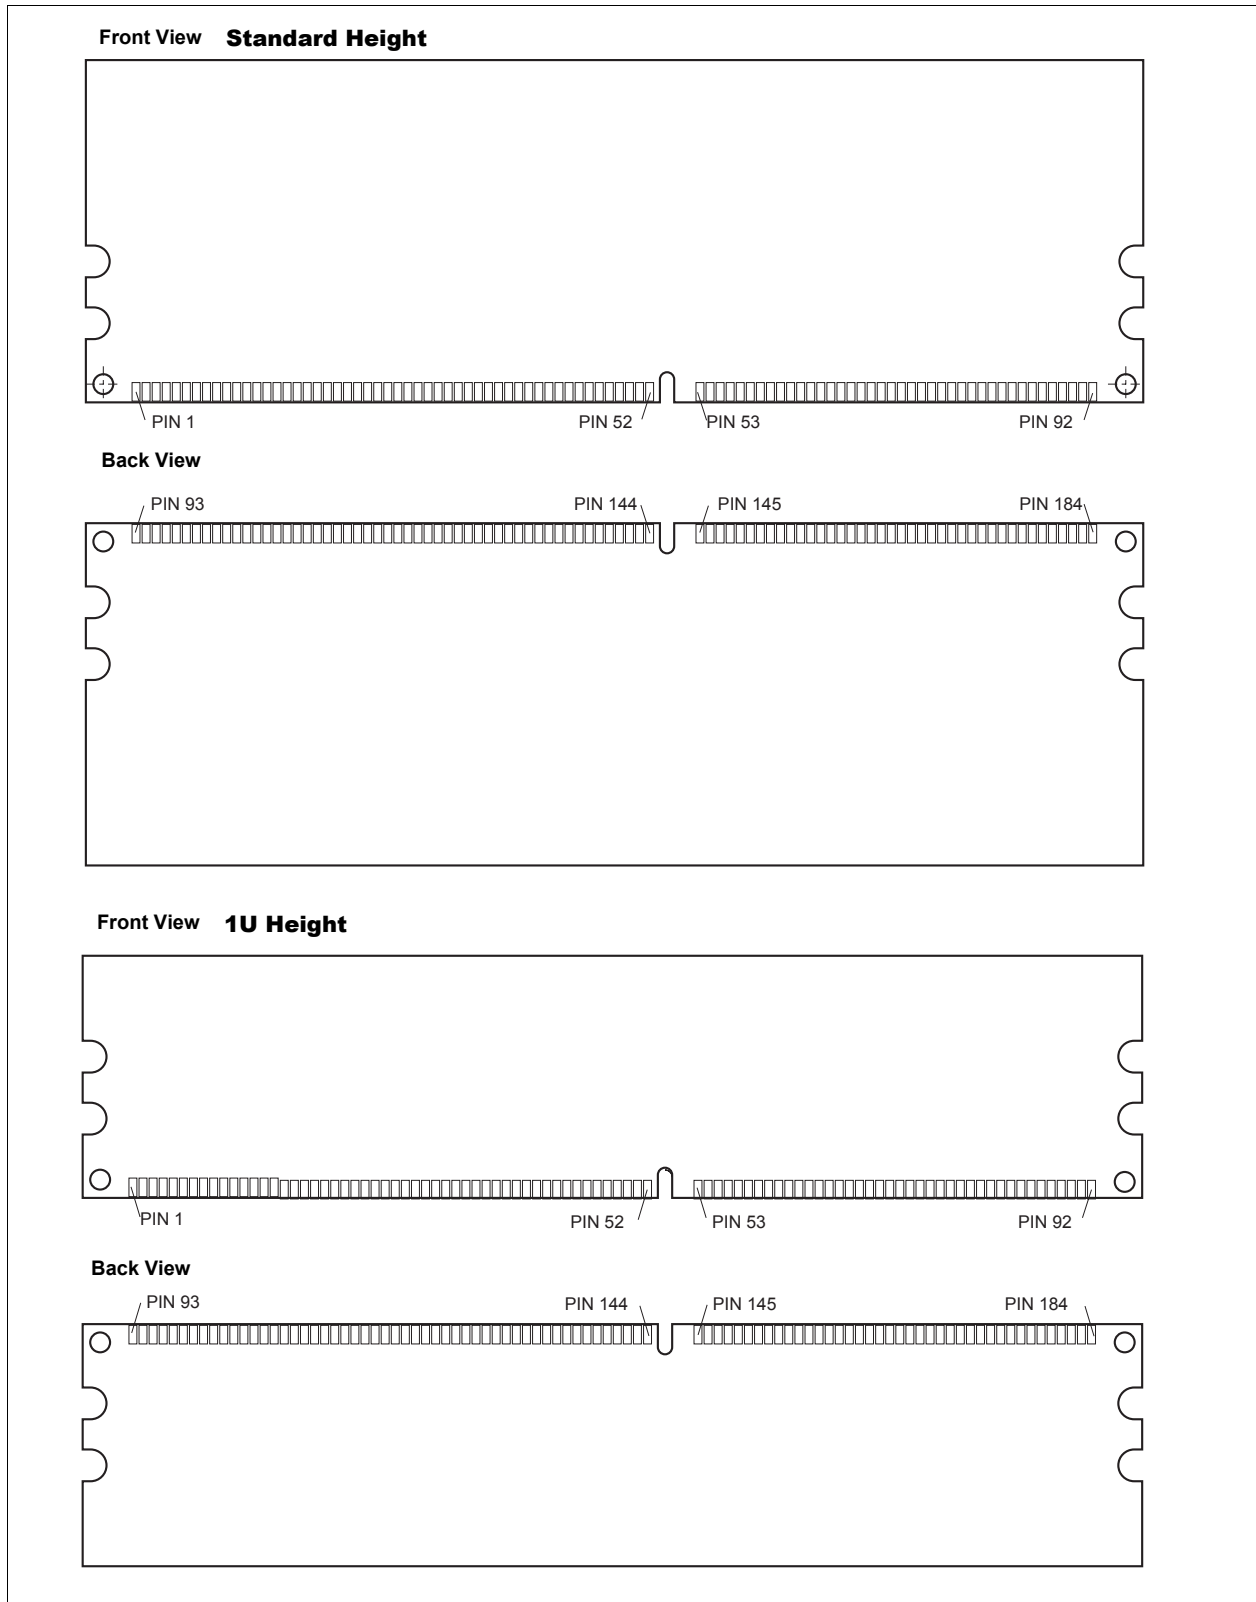 Front View Standard Height
PIN 1 PIN 52 PIN 53 PIN 92
Back View
PIN 93 PIN 144 PIN 145 PIN 184
Front View 1U Height
PIN 1 PIN 52 PIN 53 PIN 92
Back View
PIN 93 PIN 144 PIN 145 PIN 184